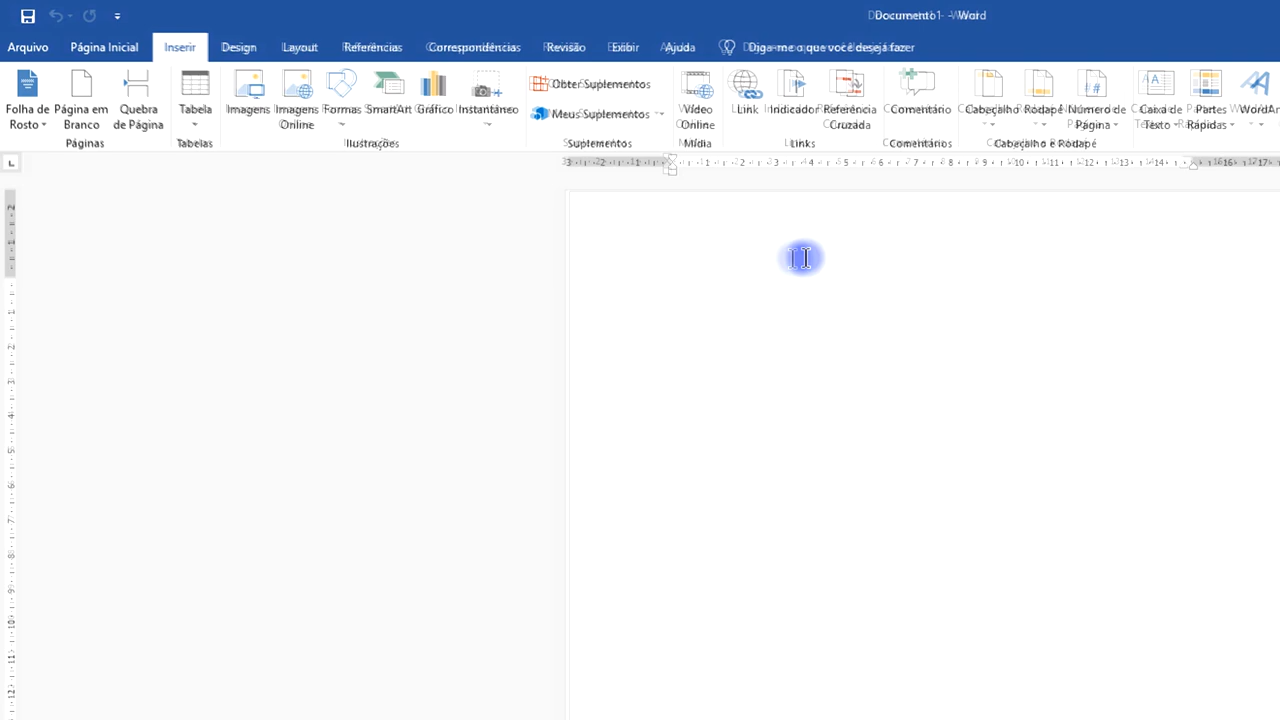 Documento1 - Word
Arquivo Página Inicial Inserir Design Layout Referências Correspondências Revisão Exibir Ajuda Diga-me o que você deseja fazer
Folha de Rosto Página em Branco Quebra de Página Tabela Imagens Imagens Online Formas SmartArt Gráfico Instantâneo Obter Suplementos Meus Suplementos Vídeo Online Link Indicador Referência Cruzada Comentário Cabeçalho Rodapé Número de Página Caixa de Texto Partes Rápidas
Páginas Tabelas Ilustrações Suplementos Mídia Links Comentários Cabeçalho e Rodapé